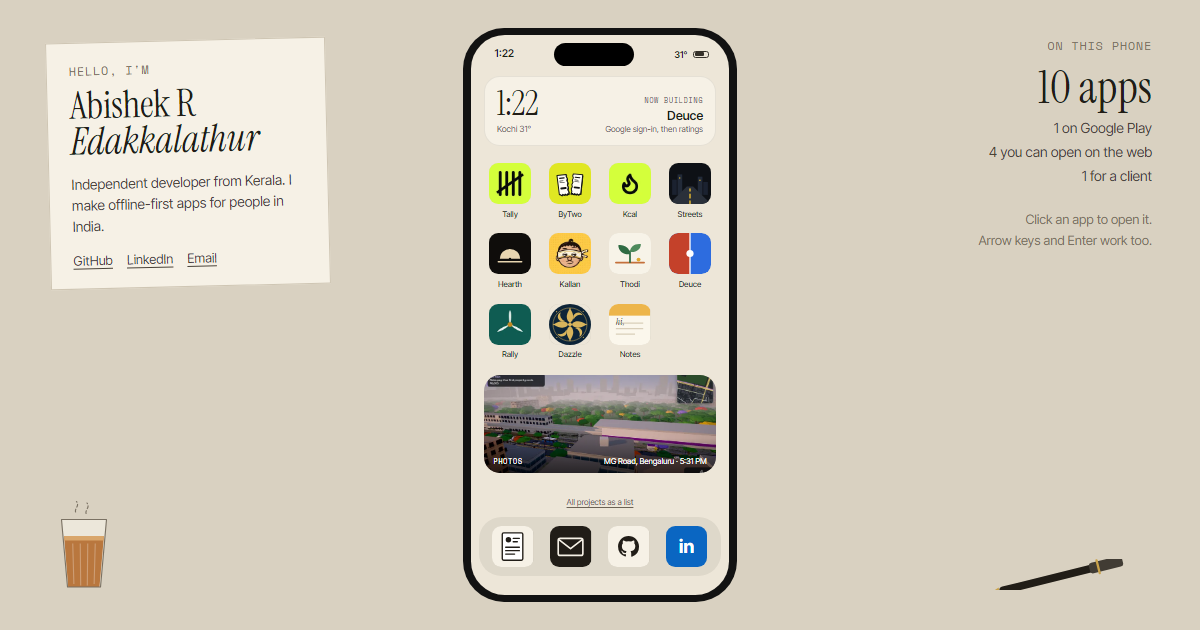 HELLO, I'M
Abishek R
Edakkalathur
Independent developer from Kerala. I
make offline-first apps for people in
India.
GitHub LinkedIn Email
1:22
31°
1:22
Kochi 31°
NOW BUILDING
Deuce
Google sign-in, then ratings
Tally ByTwo Kcal Streets
Hearth Kallan Thodi Deuce
hi.
Rally Dazzle Notes
PHOTOS
MG Road, Bengaluru · 5:31 PM
All projects as a list
in
ON THIS PHONE
10 apps
1 on Google Play
4 you can open on the web
1 for a client
Click an app to open it.
Arrow keys and Enter work too.